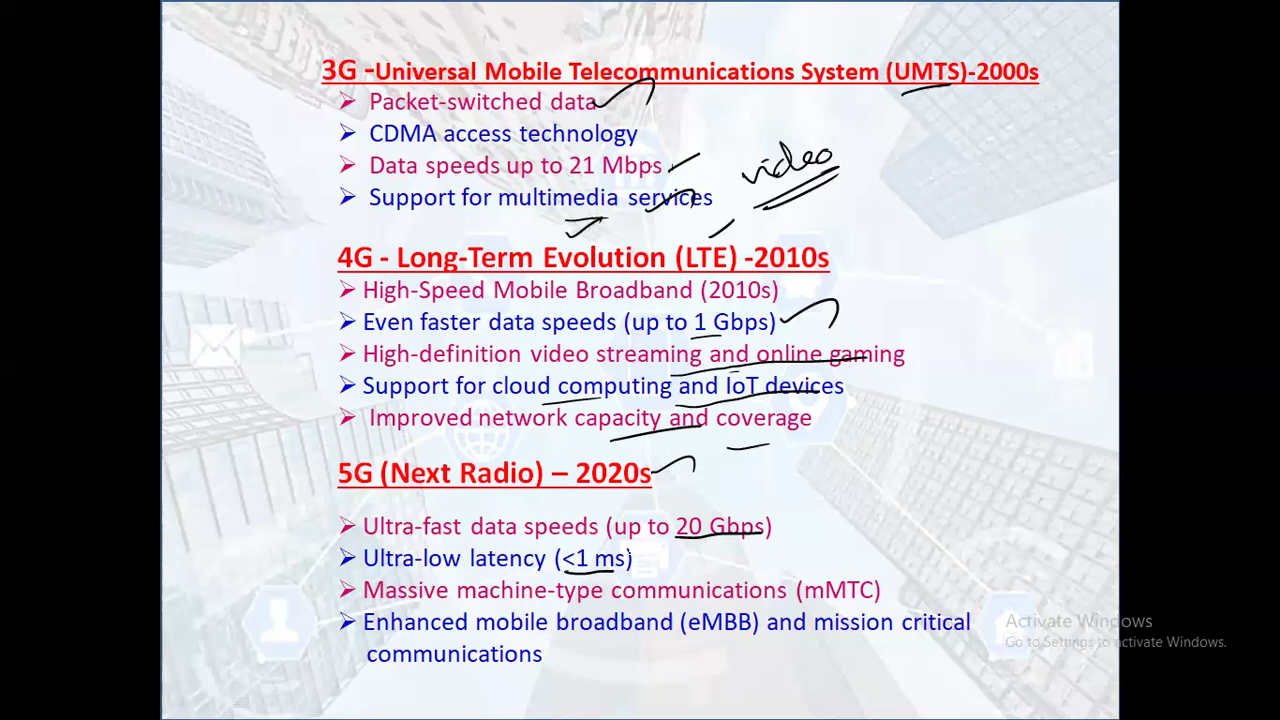 3G -Universal Mobile Telecommunications System (UMTS)-2000s
➢ Packet-switched data
➢ CDMA access technology
➢ Data speeds up to 21 Mbps
video
➢ Support for multimedia services
4G - Long-Term Evolution (LTE) -2010s
➢ High-Speed Mobile Broadband (2010s)
➢ Even faster data speeds (up to 1 Gbps)
➢ High-definition video streaming and online gaming
➢ Support for cloud computing and IoT devices
➢ Improved network capacity and coverage
5G (Next Radio) – 2020s
➢ Ultra-fast data speeds (up to 20 Gbps)
➢ Ultra-low latency (<1 ms)
➢ Massive machine-type communications (mMTC)
➢ Enhanced mobile broadband (eMBB) and mission critical
communications
Activate Windows
Go to Settings to activate Windows.